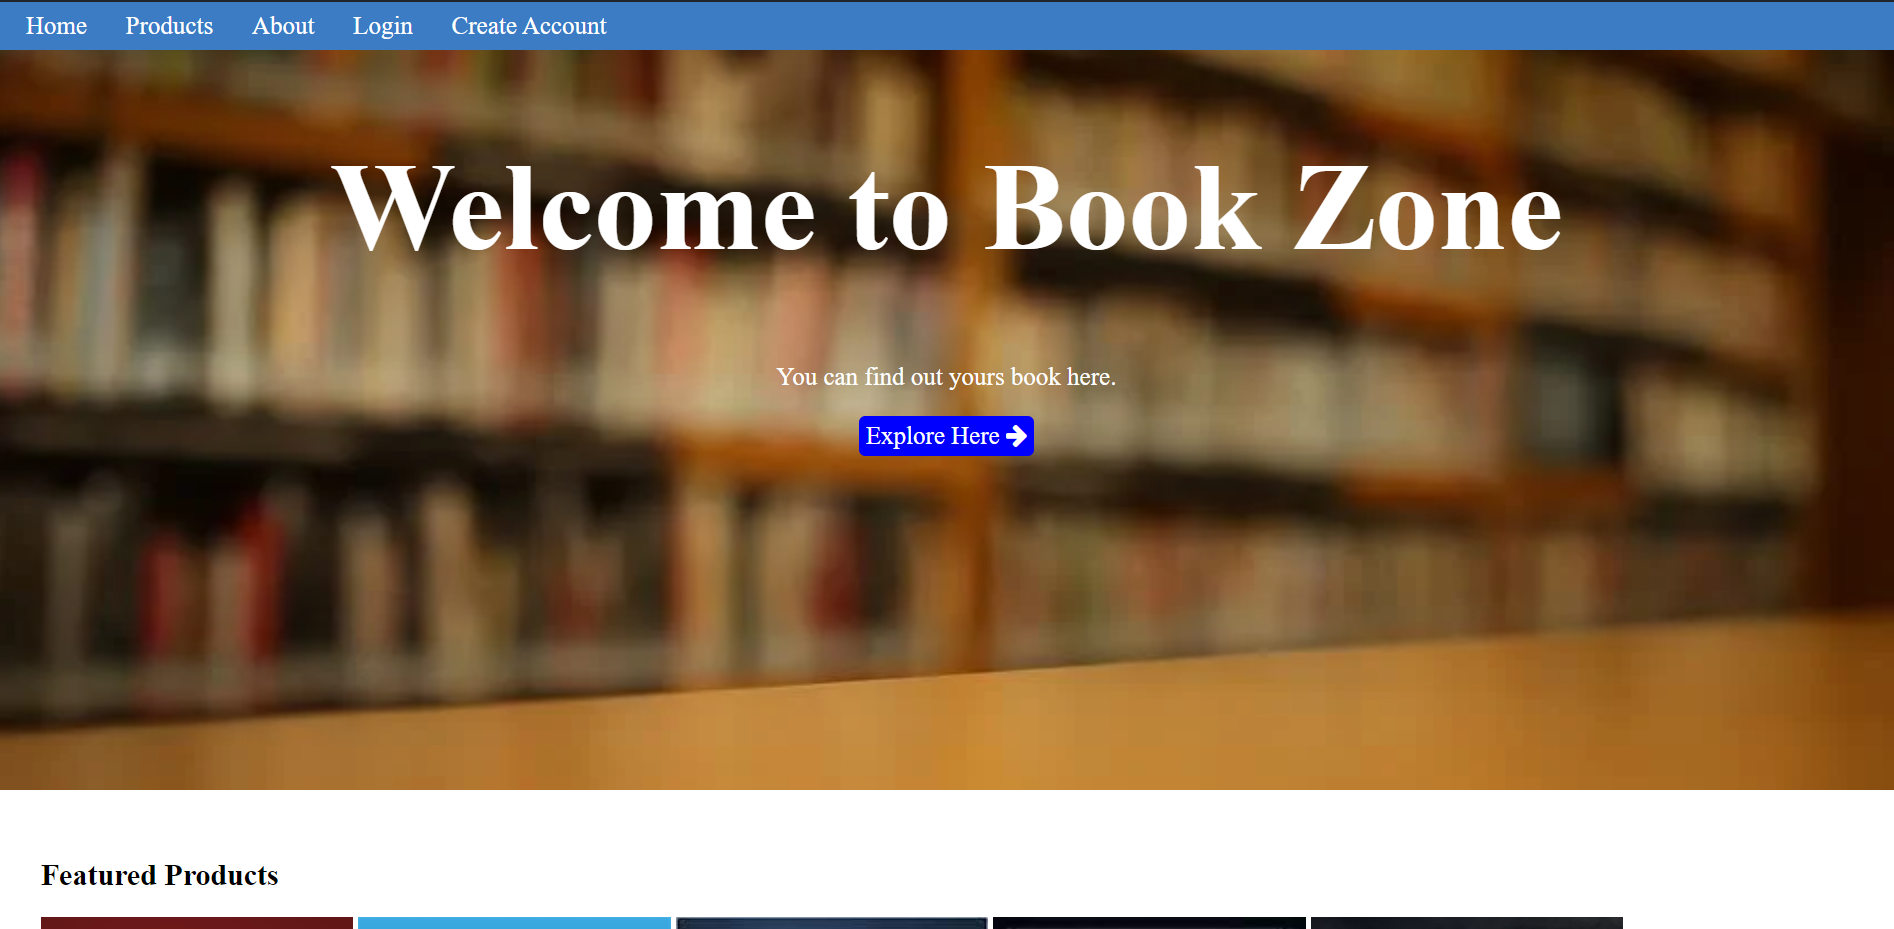 Home Products About Login Create Account
Welcome to Book Zone
You can find out yours book here.
Explore Here
Featured Products